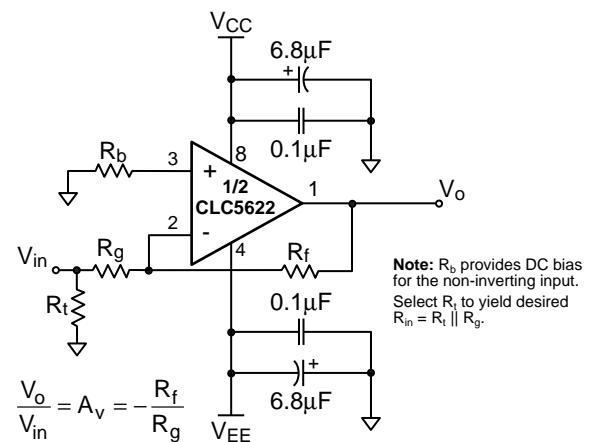 VCC
6.8μF
+
0.1μF
Rb
3
8
+
1/2
CLC5622
1
Vo
2
-
4
Vin
Rg
Rf
Rt
Note: Rb provides DC bias
for the non-inverting input.
Select Rt to yield desired
Rin = Rt || Rg.
0.1μF
+
6.8μF
Vo/Vin = Av = −Rf/Rg
VEE